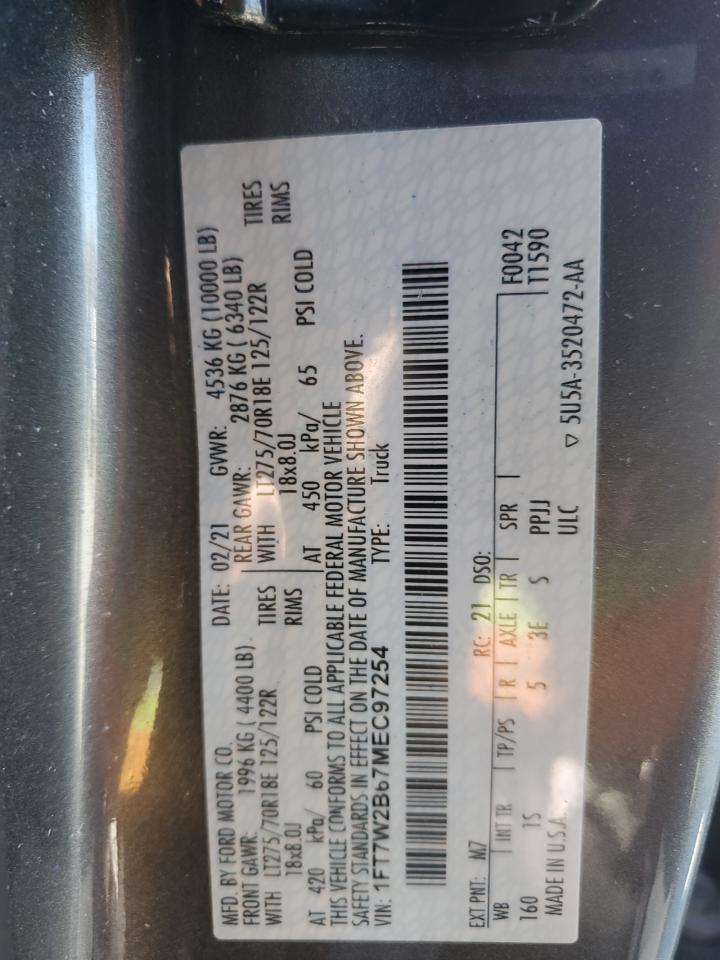 MFD. BY FORD MOTOR CO. DATE: 02/21 GVWR: 4536 KG (10000 LB)
FRONT GAWR: 1996 KG ( 4400 LB) REAR GAWR: 2876 KG ( 6340 LB)
WITH LT275/70R18E 125/122R TIRES WITH LT275/70R18E 125/122R TIRES
18x8.0J RIMS 18x8.0J RIMS
AT 420 kPa/ 60 PSI COLD AT 450 kPa/ 65 PSI COLD
THIS VEHICLE CONFORMS TO ALL APPLICABLE FEDERAL MOTOR VEHICLE
SAFETY STANDARDS IN EFFECT ON THE DATE OF MANUFACTURE SHOWN ABOVE.
VIN: 1FT7W2B67MEC97254 TYPE: Truck
EXT PNT: M7 RC: 21 DSO:
WB INT TR TP/PS R AXLE TR SPR F0042
160 1S 5 3E S PPJJ T1590
MADE IN U.S.A. ULC ▽ 5U5A-3520472-AA